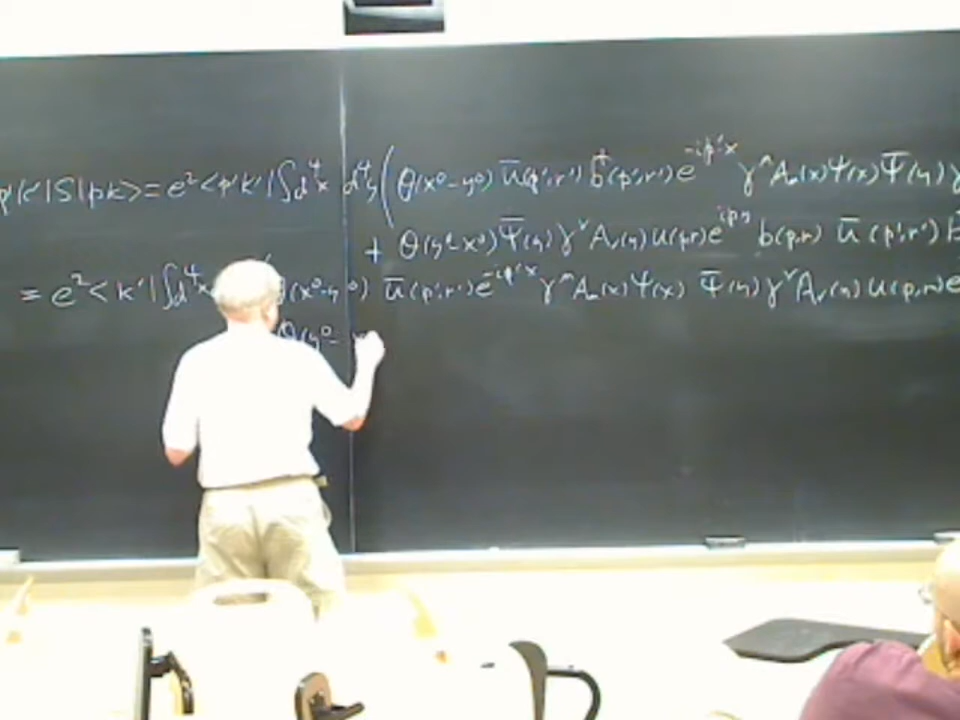 p'k'|S|pk> = e² <p'k'| ∫d⁴x d⁴y ( θ(x⁰-y⁰) ū(p',r') b⁺(p',r') e^{-ip'x} γ^μ A_μ(x) ψ(x) ψ̄(y) γ
+ θ(y⁰-x⁰) ψ̄(y) γ^ν A_ν(y) u(p,r) e^{ipy} b(p,r) ū(p',r') b
= e² <k'| ∫d⁴x θ(x⁰-y⁰) ū(p',r') e^{-ip'x} γ^μ A_μ(x) ψ(x) ψ̄(y) γ^ν A_ν(y) u(p,r) e
θ(y⁰-